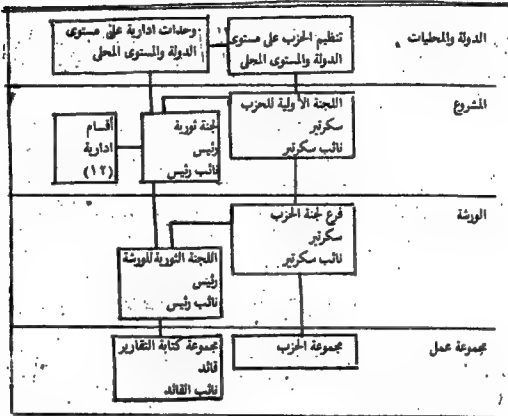 الدولة والمحليات
تنظيم الحزب على مستوى
الدولة والمستوى المحلى
وحدات ادارية على مستوى
الدولة والمستوى المحلى
المشروع
اللجنة الأولية للحزب
سكرتير
نائب سكرتير
لجنة ثورية
رئيس
نائب رئيس
أقسام
ادارية
(١٢)
الورشة
فرع لجنة الحزب
سكرتير
نائب سكرتير
اللجنة الثورية للورشة
رئيس
نائب رئيس
مجموعة عمل
مجموعة الحزب
مجموعة كتابة التقارير
قائد
نائب القائد